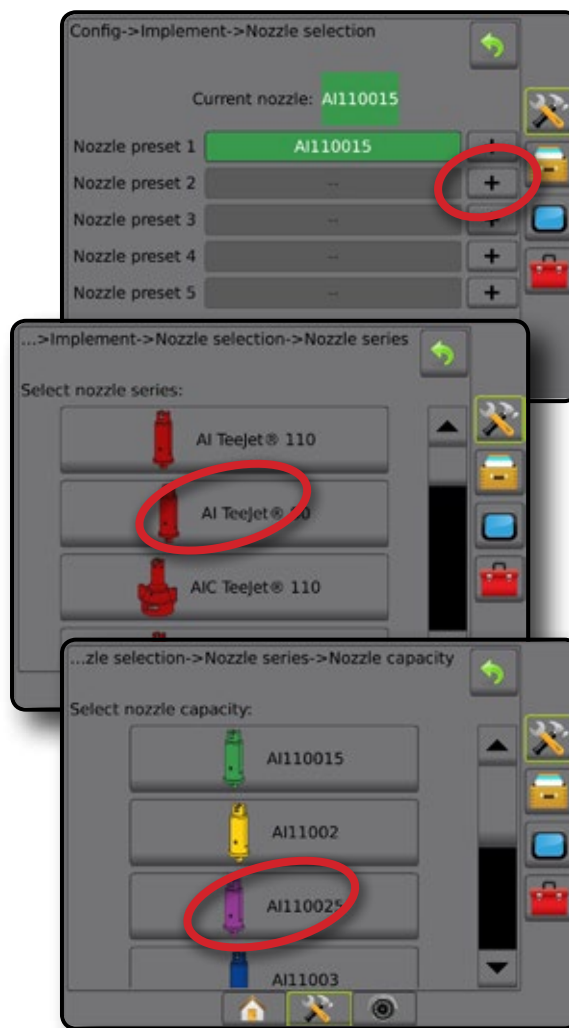 Config->Implement->Nozzle selection
Current nozzle: AI110015
Nozzle preset 1 AI110015 +
Nozzle preset 2 -- +
Nozzle preset 3 -- +
Nozzle preset 4 -- +
Nozzle preset 5 -- +
...>Implement->Nozzle selection->Nozzle series
Select nozzle series:
AI TeeJet® 110
AI TeeJet®
AIC TeeJet® 110
...zle selection->Nozzle series->Nozzle capacity
Select nozzle capacity:
AI110015
AI11002
AI110025
AI11003